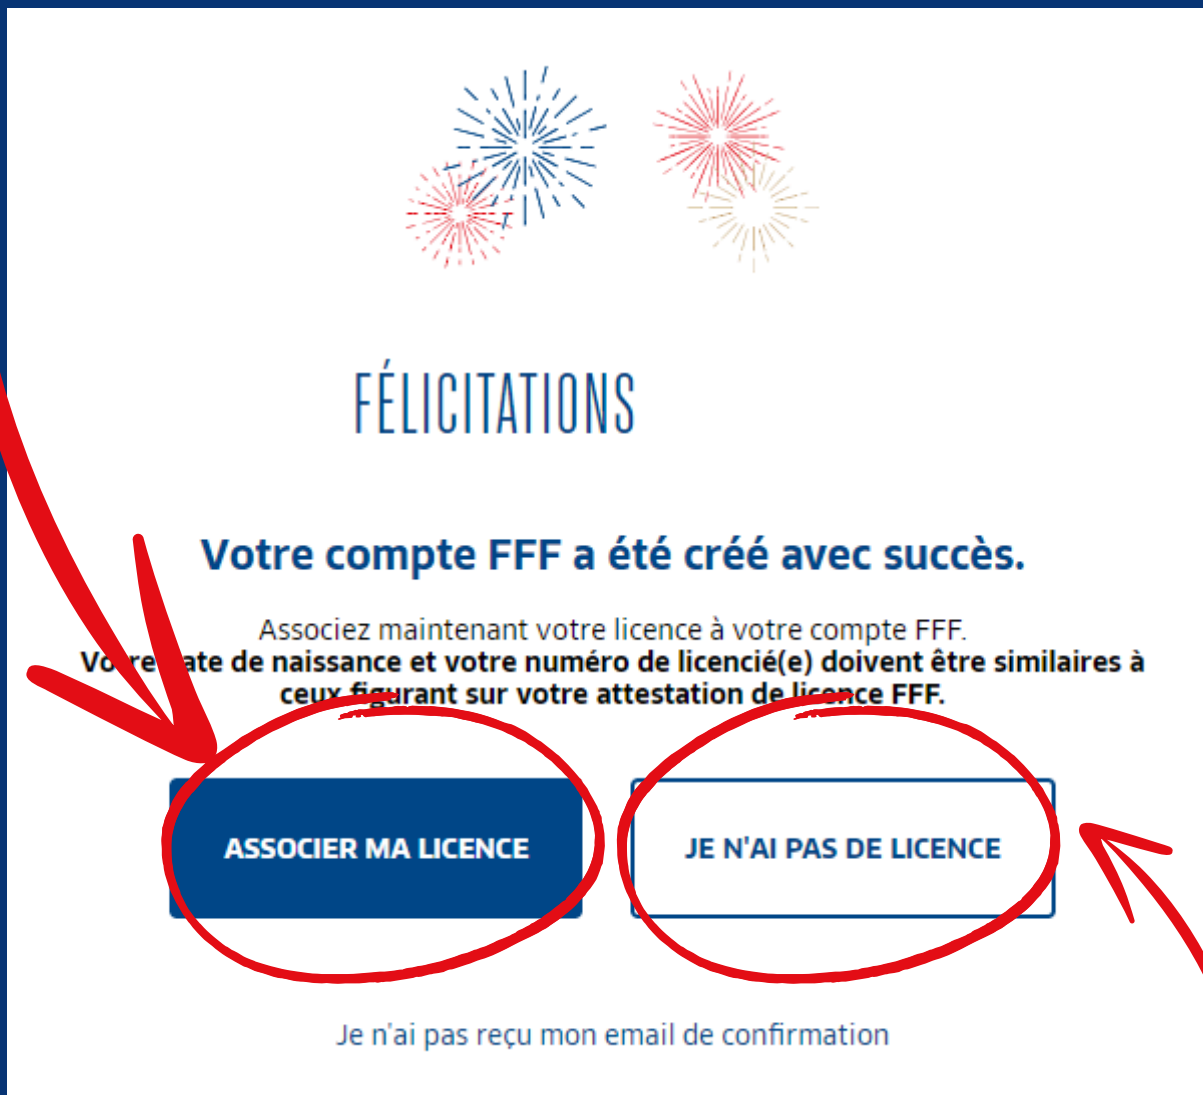 FÉLICITATIONS
Votre compte FFF a été créé avec succès.
Associez maintenant votre licence à votre compte FFF.
Votre date de naissance et votre numéro de licencié(e) doivent être similaires à
ceux figurant sur votre attestation de licence FFF.
ASSOCIER MA LICENCE
JE N'AI PAS DE LICENCE
Je n'ai pas reçu mon email de confirmation